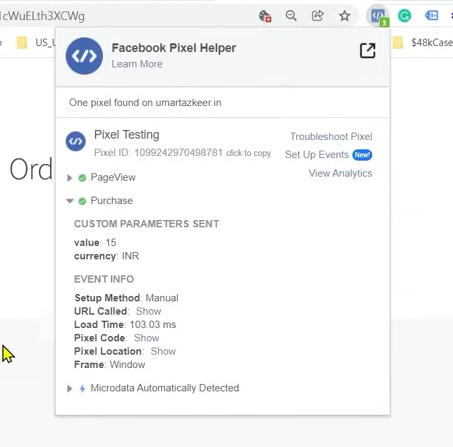 1cWuELth3XCWg
3
US_U
$48kCase
Facebook Pixel Helper
Learn More
One pixel found on umartazkeer.in
Pixel Testing
Pixel ID: 1099242970498781 click to copy
Troubleshoot Pixel
Set Up Events New!
View Analytics
Ord
PageView
Purchase
CUSTOM PARAMETERS SENT
value: 15
currency: INR
EVENT INFO
Setup Method: Manual
URL Called: Show
Load Time: 103.03 ms
Pixel Code: Show
Pixel Location: Show
Frame: Window
Microdata Automatically Detected